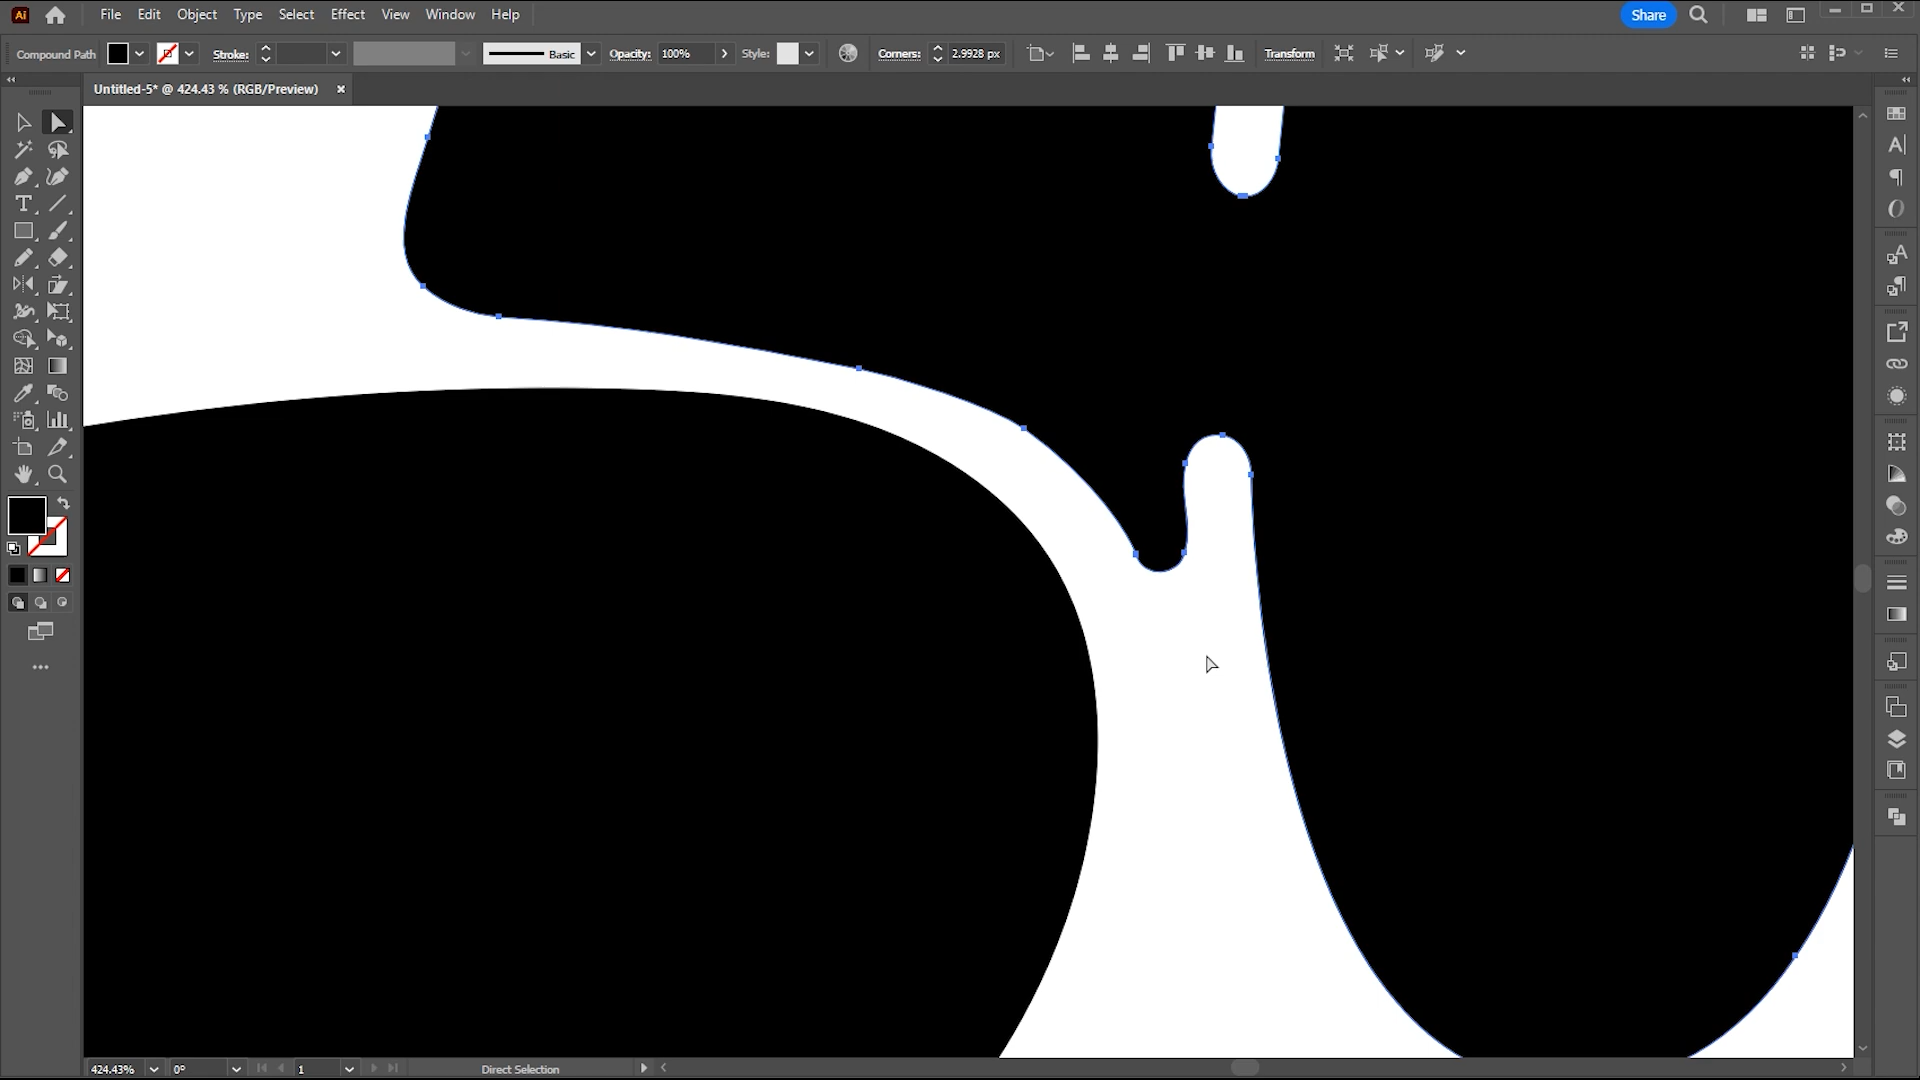 Ai File Edit Object Type Select Effect View Window Help Share
Compound Path Stroke: Basic Opacity: 100% Style: Corners: 2.9928 px Transform
Untitled-5* @ 424.43 % (RGB/Preview) ×
424.43% 0° 1 Direct Selection